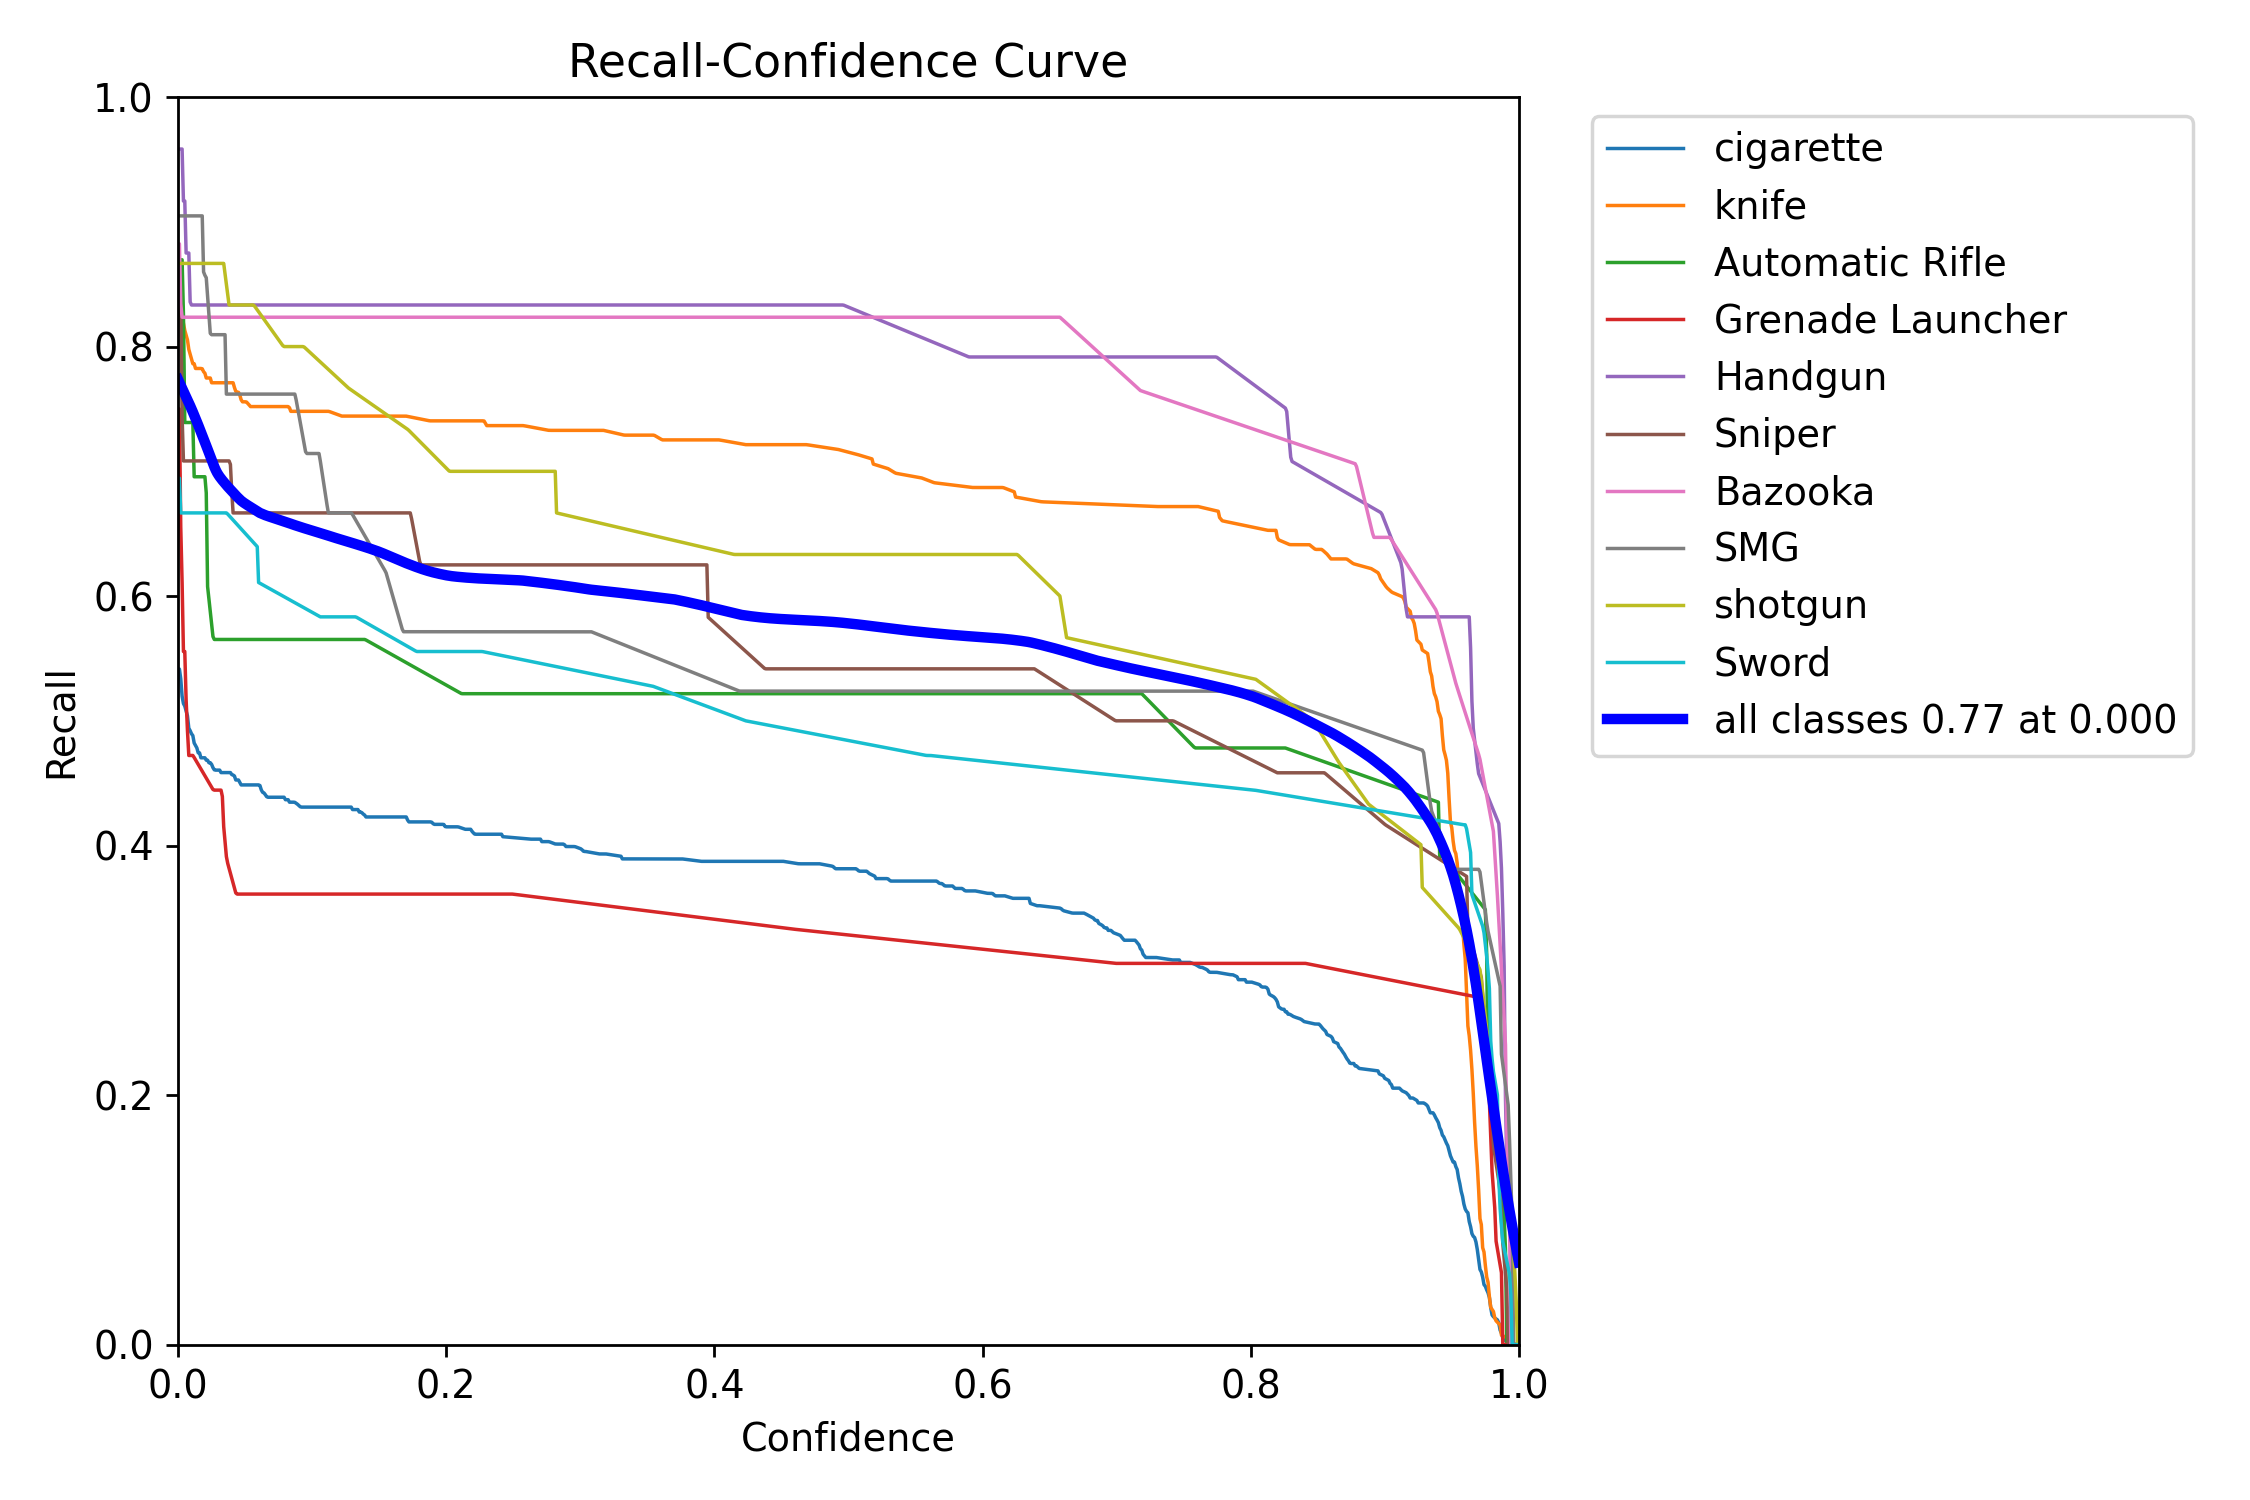 Recall-Confidence Curve
1.0
0.8
0.6
0.4
0.2
0.0
Recall
0.0 0.2 0.4 0.6 0.8 1.0
Confidence
cigarette
knife
Automatic Rifle
Grenade Launcher
Handgun
Sniper
Bazooka
SMG
shotgun
Sword
all classes 0.77 at 0.000